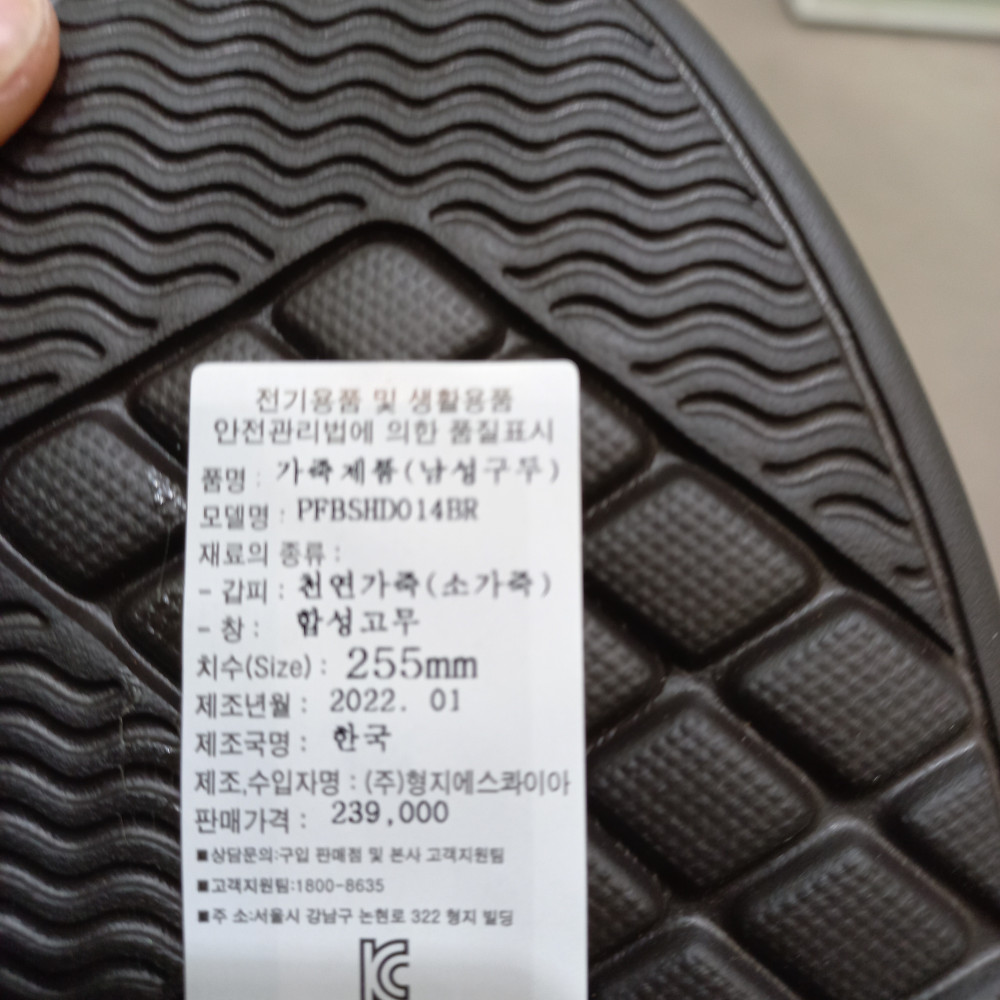 전기용품 및 생활용품
안전관리법에 의한 품질표시
품명 : 가죽제품(남성구두)
모델명 : PFBSHD014BR
재료의 종류 :
- 갑피 : 천연가죽(소가죽)
- 창 : 합성고무
치수(Size) : 255mm
제조년월 : 2022. 01
제조국명 : 한국
제조,수입자명 : (주)형지에스콰이아
판매가격 : 239,000
■상담문의:구입 판매점 및 본사 고객지원팀
■고객지원팀:1800-8635
■주 소:서울시 강남구 논현로 322 형지 빌딩
KC